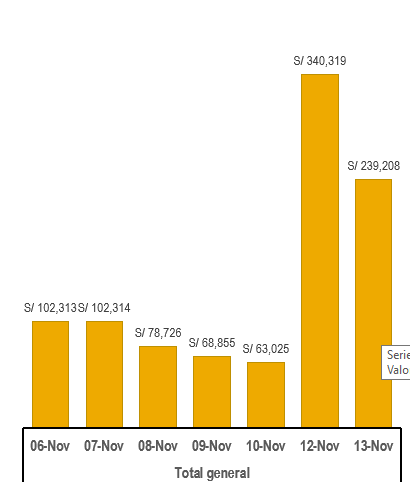 S/ 340,319
S/ 239,208
S/ 102,313 S/ 102,314
S/ 78,726
S/ 68,855
S/ 63,025
Serie
Valo
06-Nov 07-Nov 08-Nov 09-Nov 10-Nov 12-Nov 13-Nov
Total general